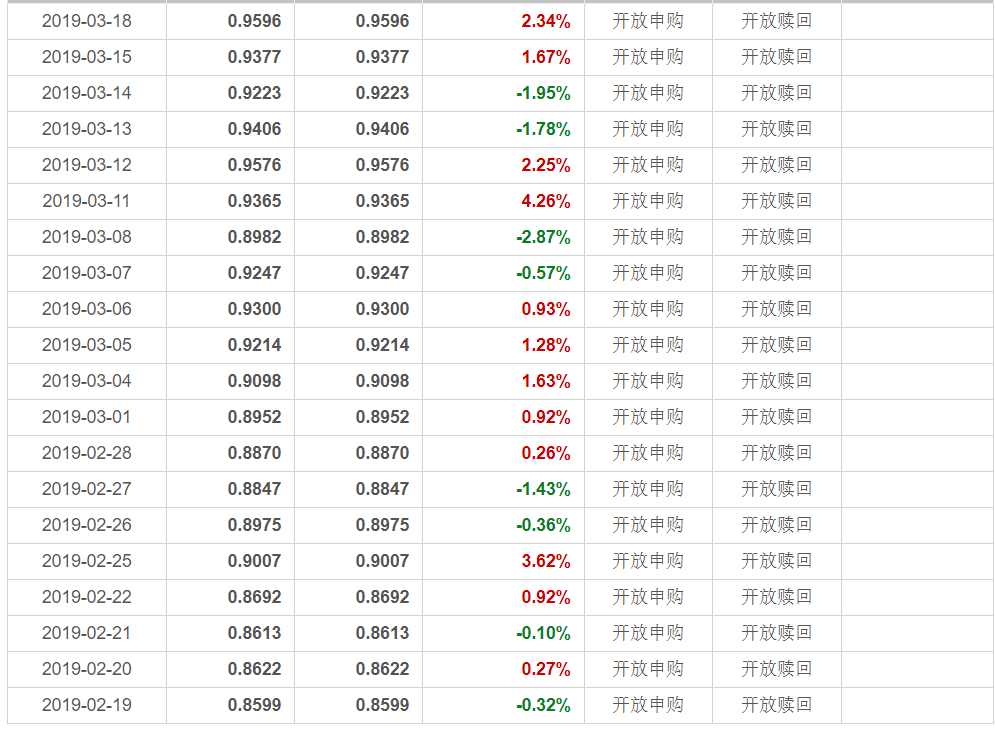 2019-03-18 0.9596 0.9596 2.34% 开放申购 开放赎回
2019-03-15 0.9377 0.9377 1.67% 开放申购 开放赎回
2019-03-14 0.9223 0.9223 -1.95% 开放申购 开放赎回
2019-03-13 0.9406 0.9406 -1.78% 开放申购 开放赎回
2019-03-12 0.9576 0.9576 2.25% 开放申购 开放赎回
2019-03-11 0.9365 0.9365 4.26% 开放申购 开放赎回
2019-03-08 0.8982 0.8982 -2.87% 开放申购 开放赎回
2019-03-07 0.9247 0.9247 -0.57% 开放申购 开放赎回
2019-03-06 0.9300 0.9300 0.93% 开放申购 开放赎回
2019-03-05 0.9214 0.9214 1.28% 开放申购 开放赎回
2019-03-04 0.9098 0.9098 1.63% 开放申购 开放赎回
2019-03-01 0.8952 0.8952 0.92% 开放申购 开放赎回
2019-02-28 0.8870 0.8870 0.26% 开放申购 开放赎回
2019-02-27 0.8847 0.8847 -1.43% 开放申购 开放赎回
2019-02-26 0.8975 0.8975 -0.36% 开放申购 开放赎回
2019-02-25 0.9007 0.9007 3.62% 开放申购 开放赎回
2019-02-22 0.8692 0.8692 0.92% 开放申购 开放赎回
2019-02-21 0.8613 0.8613 -0.10% 开放申购 开放赎回
2019-02-20 0.8622 0.8622 0.27% 开放申购 开放赎回
2019-02-19 0.8599 0.8599 -0.32% 开放申购 开放赎回